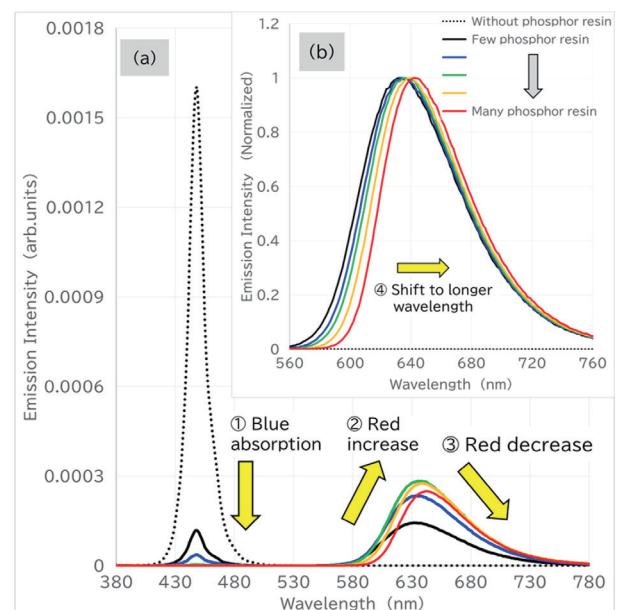 (a)
Emission Intensity (arb.units)
0.0018
0.0015
0.0012
0.0009
0.0006
0.0003
0
① Blue
absorption
② Red
increase
③ Red decrease
380 430 480 530 580 630 680 730 780
Wavelength (nm)
(b)
Emission Intensity (Normalized)
1.2
1
0.8
0.6
0.4
0.2
0
Without phosphor resin
Few phosphor resin
Many phosphor resin
④ Shift to longer
wavelength
560 600 640 680 720 760
Wavelength (nm)